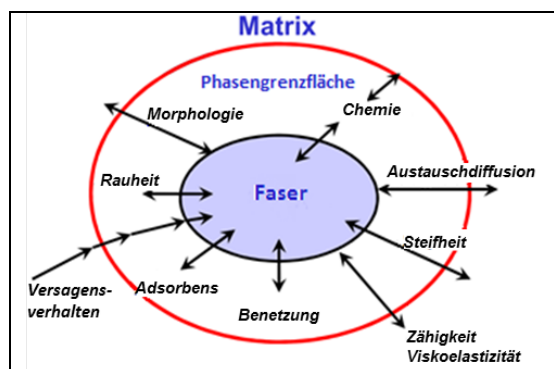 Matrix
Phasengrenzfläche
Morphologie
Chemie
Rauheit
Faser
Austauschdiffusion
Steifheit
Versagens-
verhalten
Adsorbens
Benetzung
Zähigkeit
Viskoelastizität